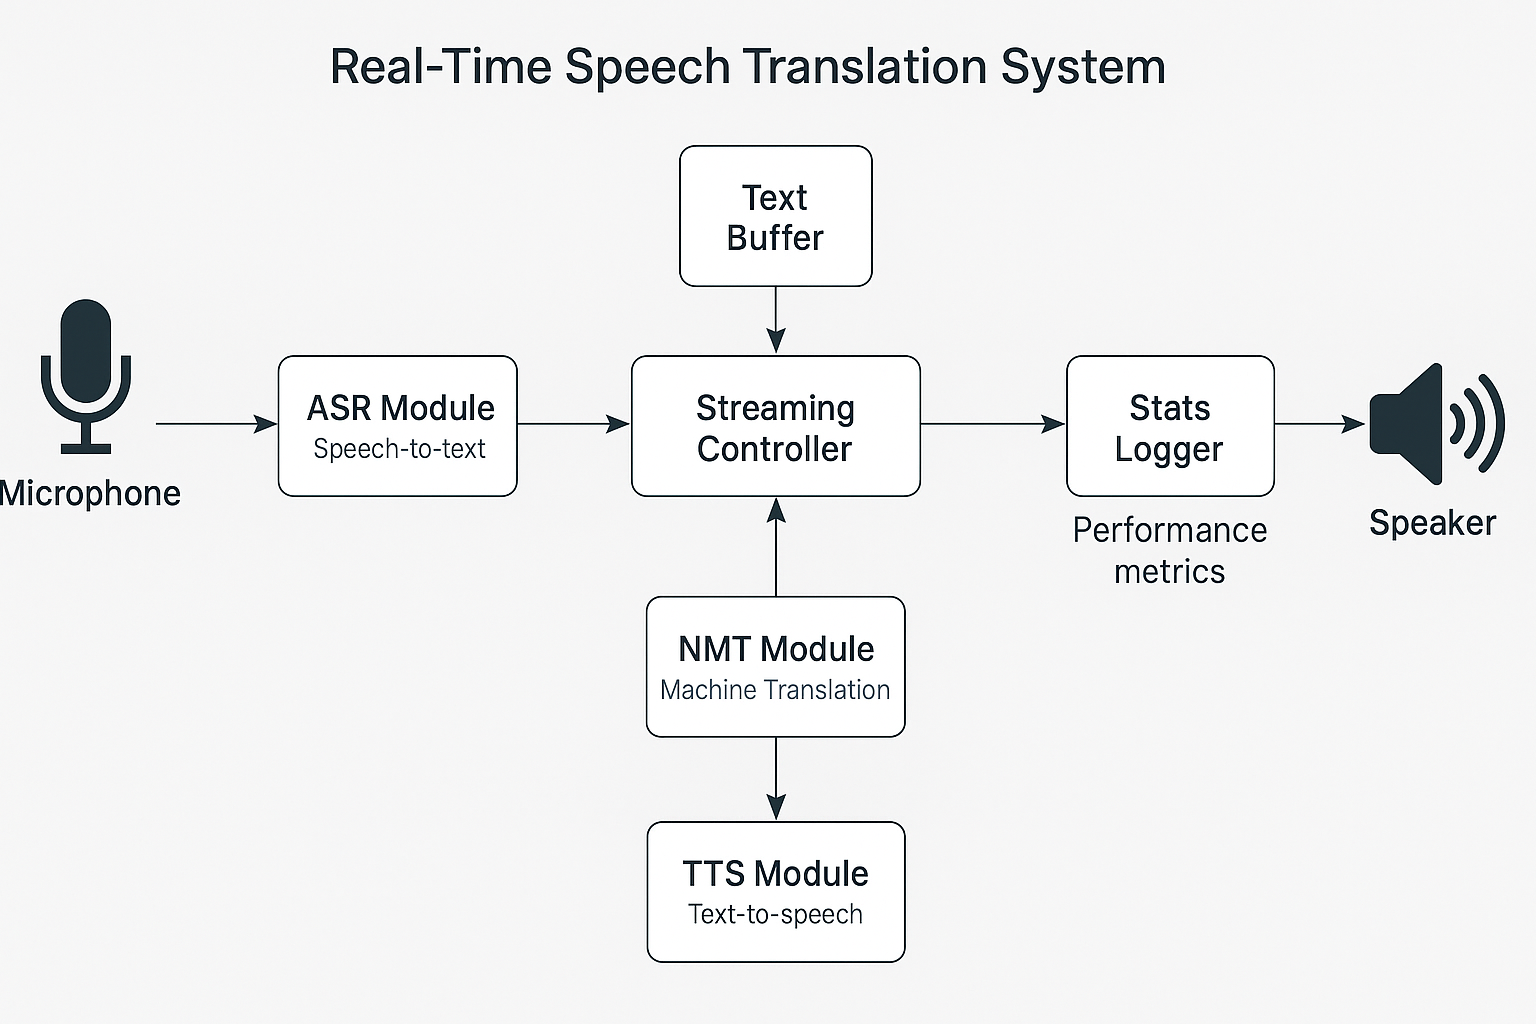 Real-Time Speech Translation System
Text
Buffer
Microphone
ASR Module
Speech-to-text
Streaming
Controller
Stats
Logger
Performance
metrics
Speaker
NMT Module
Machine Translation
TTS Module
Text-to-speech